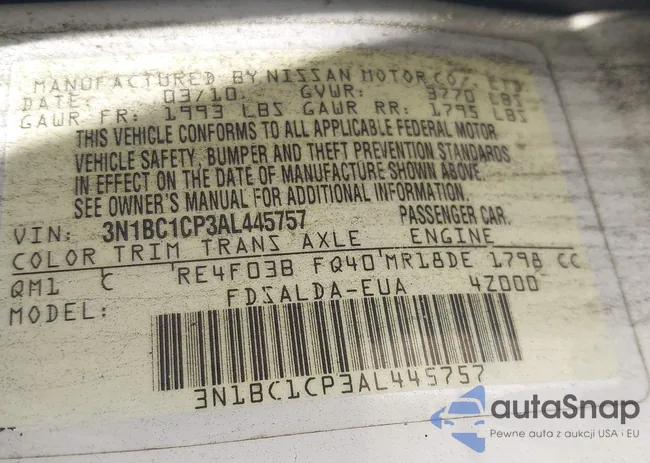 MANUFACTURED BY NISSAN MOTOR CO., LTD.
DATE: 03/10 GVWR: 3770 LBS
GAWR FR: 1993 LBS GAWR RR: 1795 LBS
THIS VEHICLE CONFORMS TO ALL APPLICABLE FEDERAL MOTOR
VEHICLE SAFETY, BUMPER AND THEFT PREVENTION STANDARDS
IN EFFECT ON THE DATE OF MANUFACTURE SHOWN ABOVE.
SEE OWNER'S MANUAL FOR ADDITIONAL INFORMATION.
VIN: 3N1BC1CP3AL445757 PASSENGER CAR.
COLOR TRIM TRANS AXLE ENGINE
QM1 C RE4F03B FQ40 MR18DE 1798 CC
MODEL: FDSALDA-EUA 4Z000
3N1BC1CP3AL445757
autaSnap
Pewne auta z aukcji USA i EU